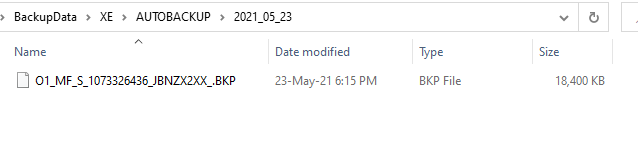 BackupData > XE > AUTOBACKUP > 2021_05_23
Name Date modified Type Size
O1_MF_S_1073326436_JBNZX2XX_.BKP 23-May-21 6:15 PM BKP File 18,400 KB